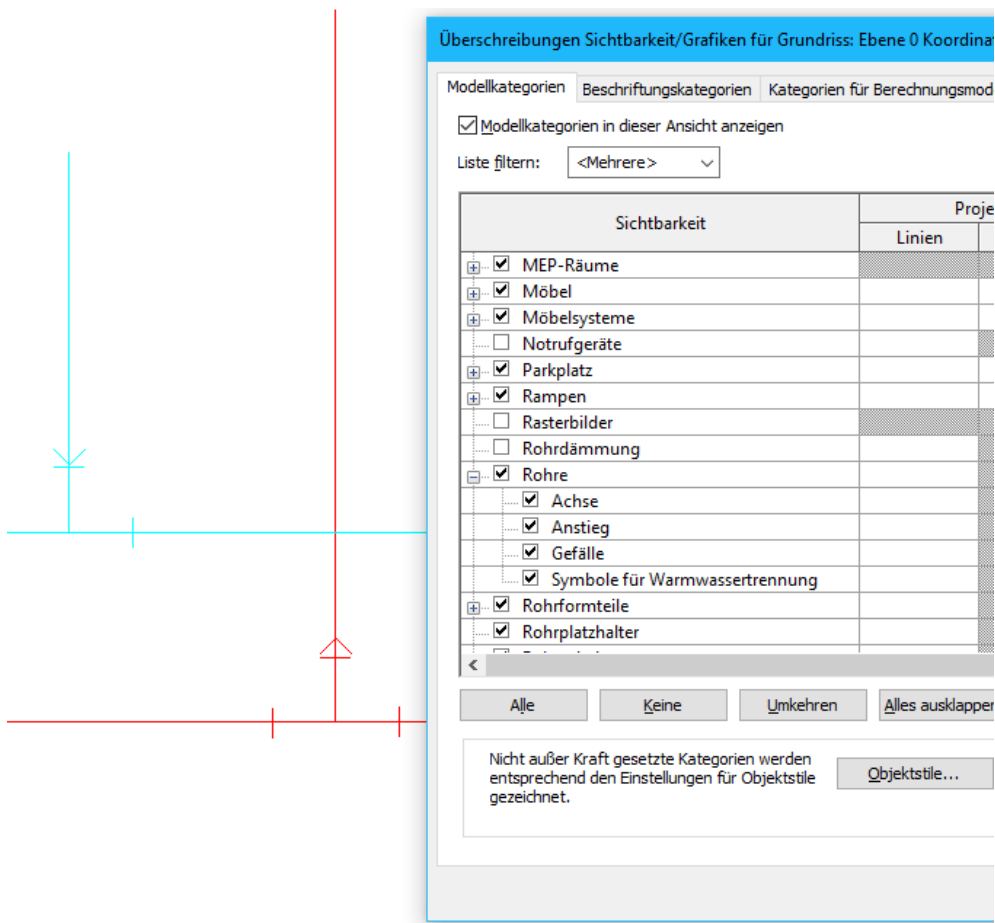 Überschreibungen Sichtbarkeit/Grafiken für Grundriss: Ebene 0 Koordina
Modellkategorien Beschriftungskategorien Kategorien für Berechnungsmod
Modellkategorien in dieser Ansicht anzeigen
Liste filtern: <Mehrere>
Sichtbarkeit
Proje
Linien
MEP-Räume
Möbel
Möbelsysteme
Notrufgeräte
Parkplatz
Rampen
Rasterbilder
Rohrdämmung
Rohre
Achse
Anstieg
Gefälle
Symbole für Warmwassertrennung
Rohrformteile
Rohrplatzhalter
Alle Keine Umkehren Alles ausklappen
Nicht außer Kraft gesetzte Kategorien werden
entsprechend den Einstellungen für Objektstile
gezeichnet.
Objektstile...